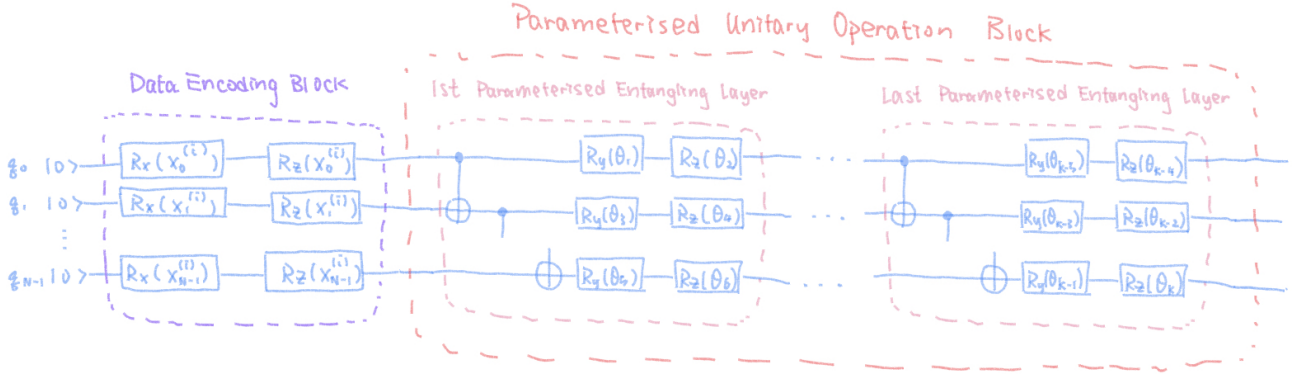 Parameterised Unitary Operation Block
Data Encoding Block
1st Parameterised Entangling Layer
Last Parameterised Entangling Layer
q₀ |0> Rx(x₀⁽ⁱ⁾) Rz(x₀⁽ⁱ⁾) Ry(θ₁) Rz(θ₂) ... Ry(θₖ₋₅) Rz(θₖ₋₄)
q₁ |0> Rx(x₁⁽ⁱ⁾) Rz(x₁⁽ⁱ⁾) Ry(θ₃) Rz(θ₄) ... Ry(θₖ₋₃) Rz(θₖ₋₂)
⋮
q_N-1 |0> Rx(x_N-1⁽ⁱ⁾) Rz(x_N-1⁽ⁱ⁾) Ry(θ₅) Rz(θ₆) ... Ry(θₖ₋₁) Rz(θₖ)